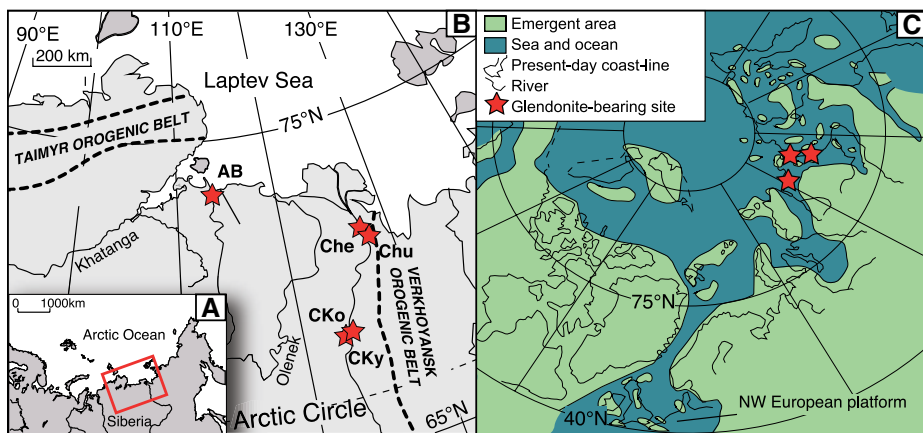 90°E
110°E
130°E
B
200 km
Laptev Sea
75°N
TAIMYR OROGENIC BELT
AB
Khatanga
Che
Chu
VERKHOYANSK
OROGENIC BELT
CKo
CKy
Olenek
Arctic Circle
65°N
A
0 1000km
Arctic Ocean
Siberia
C
Emergent area
Sea and ocean
Present-day coast-line
River
Glendonite-bearing site
75°N
40°N
NW European platform